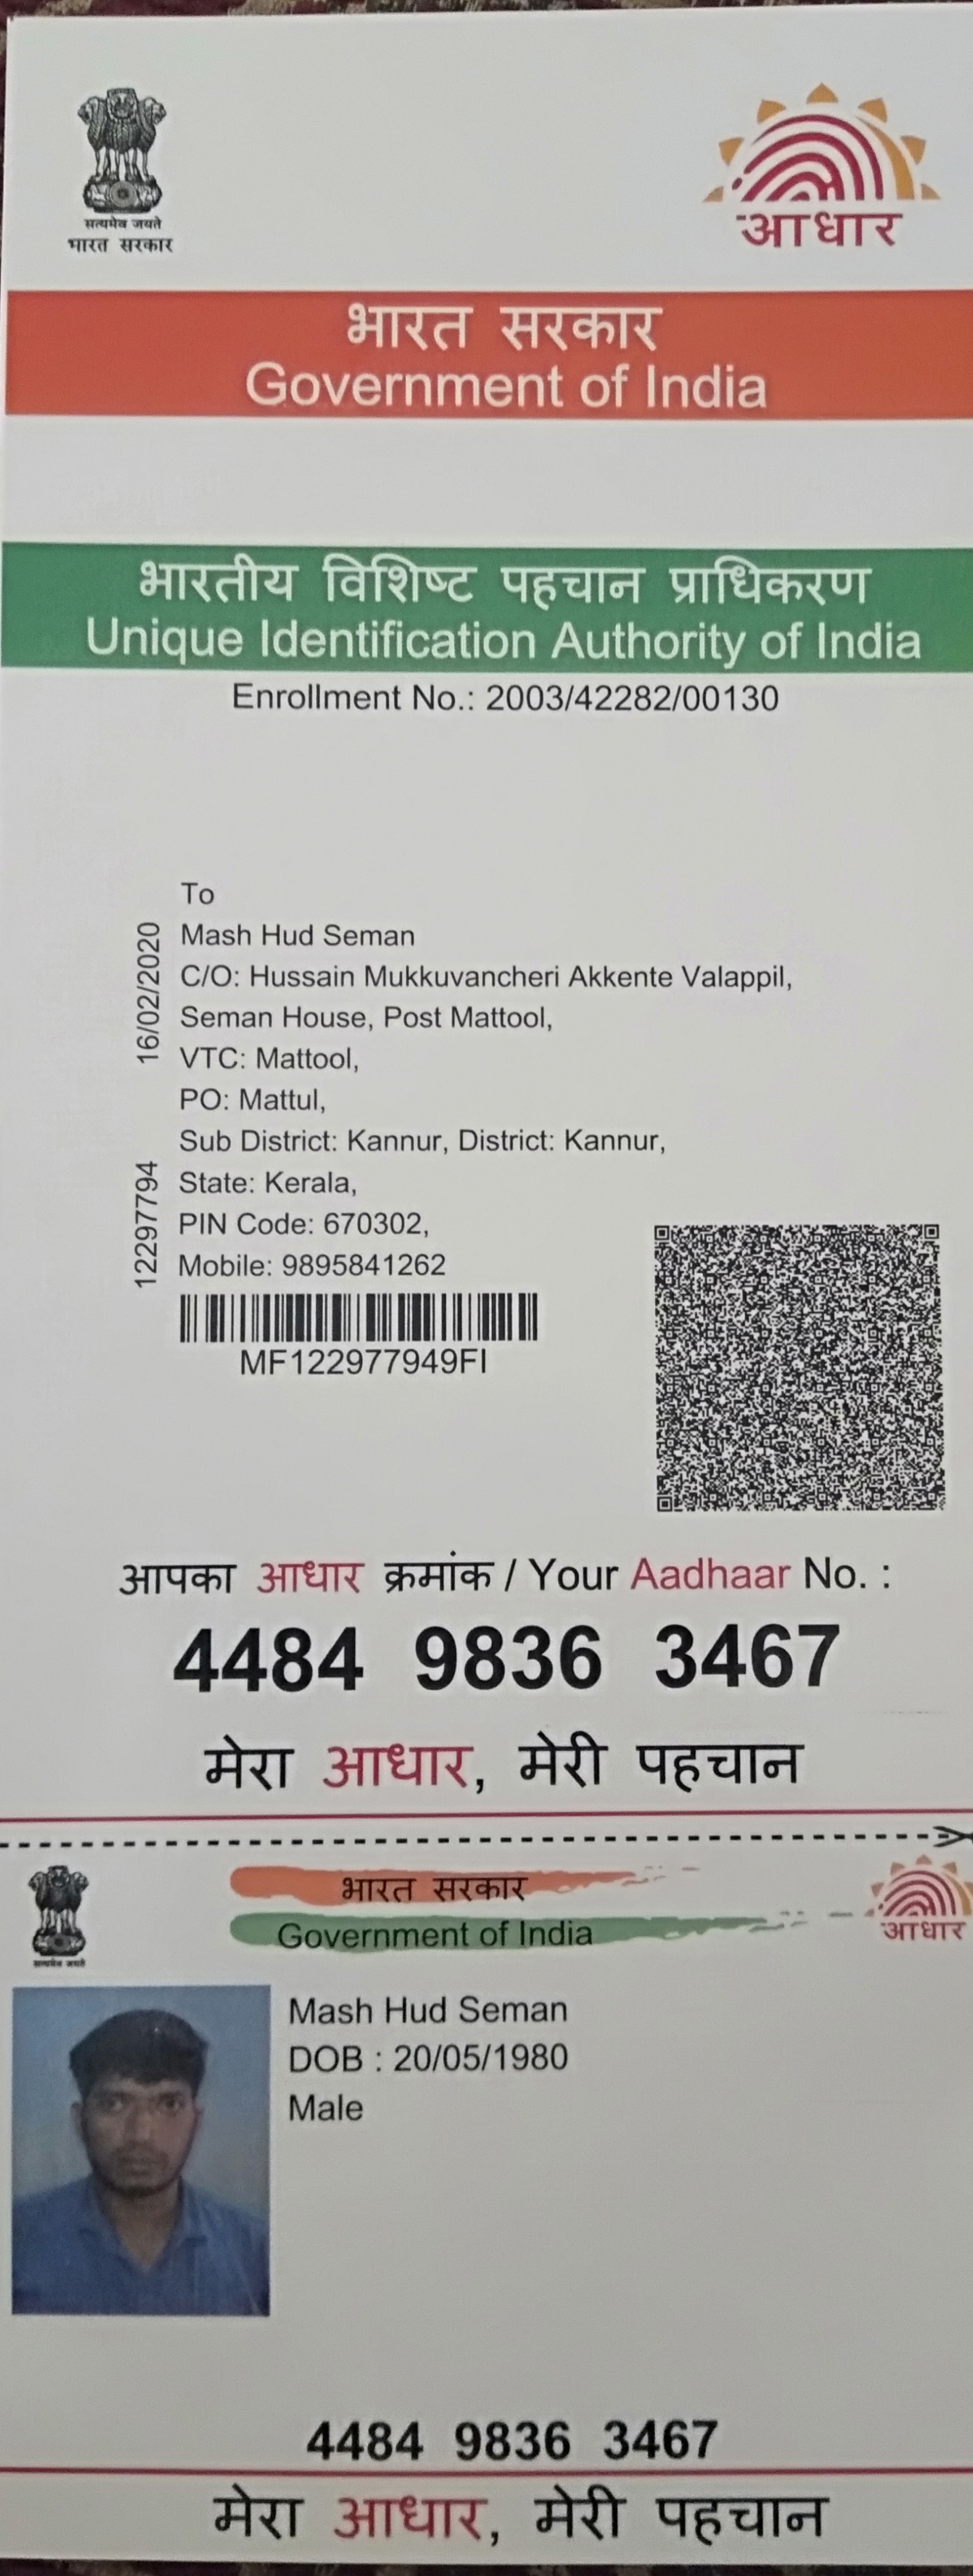 सत्यमेव जयते
भारत सरकार
आधार
भारत सरकार
Government of India
भारतीय विशिष्ट पहचान प्राधिकरण
Unique Identification Authority of India
Enrollment No.: 2003/42282/00130
16/02/2020
12297794
To
Mash Hud Seman
C/O: Hussain Mukkuvancheri Akkente Valappil,
Seman House, Post Mattool,
VTC: Mattool,
PO: Mattul,
Sub District: Kannur, District: Kannur,
State: Kerala,
PIN Code: 670302,
Mobile: 9895841262
MF122977949FI
आपका आधार क्रमांक / Your Aadhaar No. :
4484 9836 3467
मेरा आधार, मेरी पहचान
सत्यमेव जयते
भारत सरकार
Government of India
आधार
Mash Hud Seman
DOB : 20/05/1980
Male
4484 9836 3467
मेरा आधार, मेरी पहचान